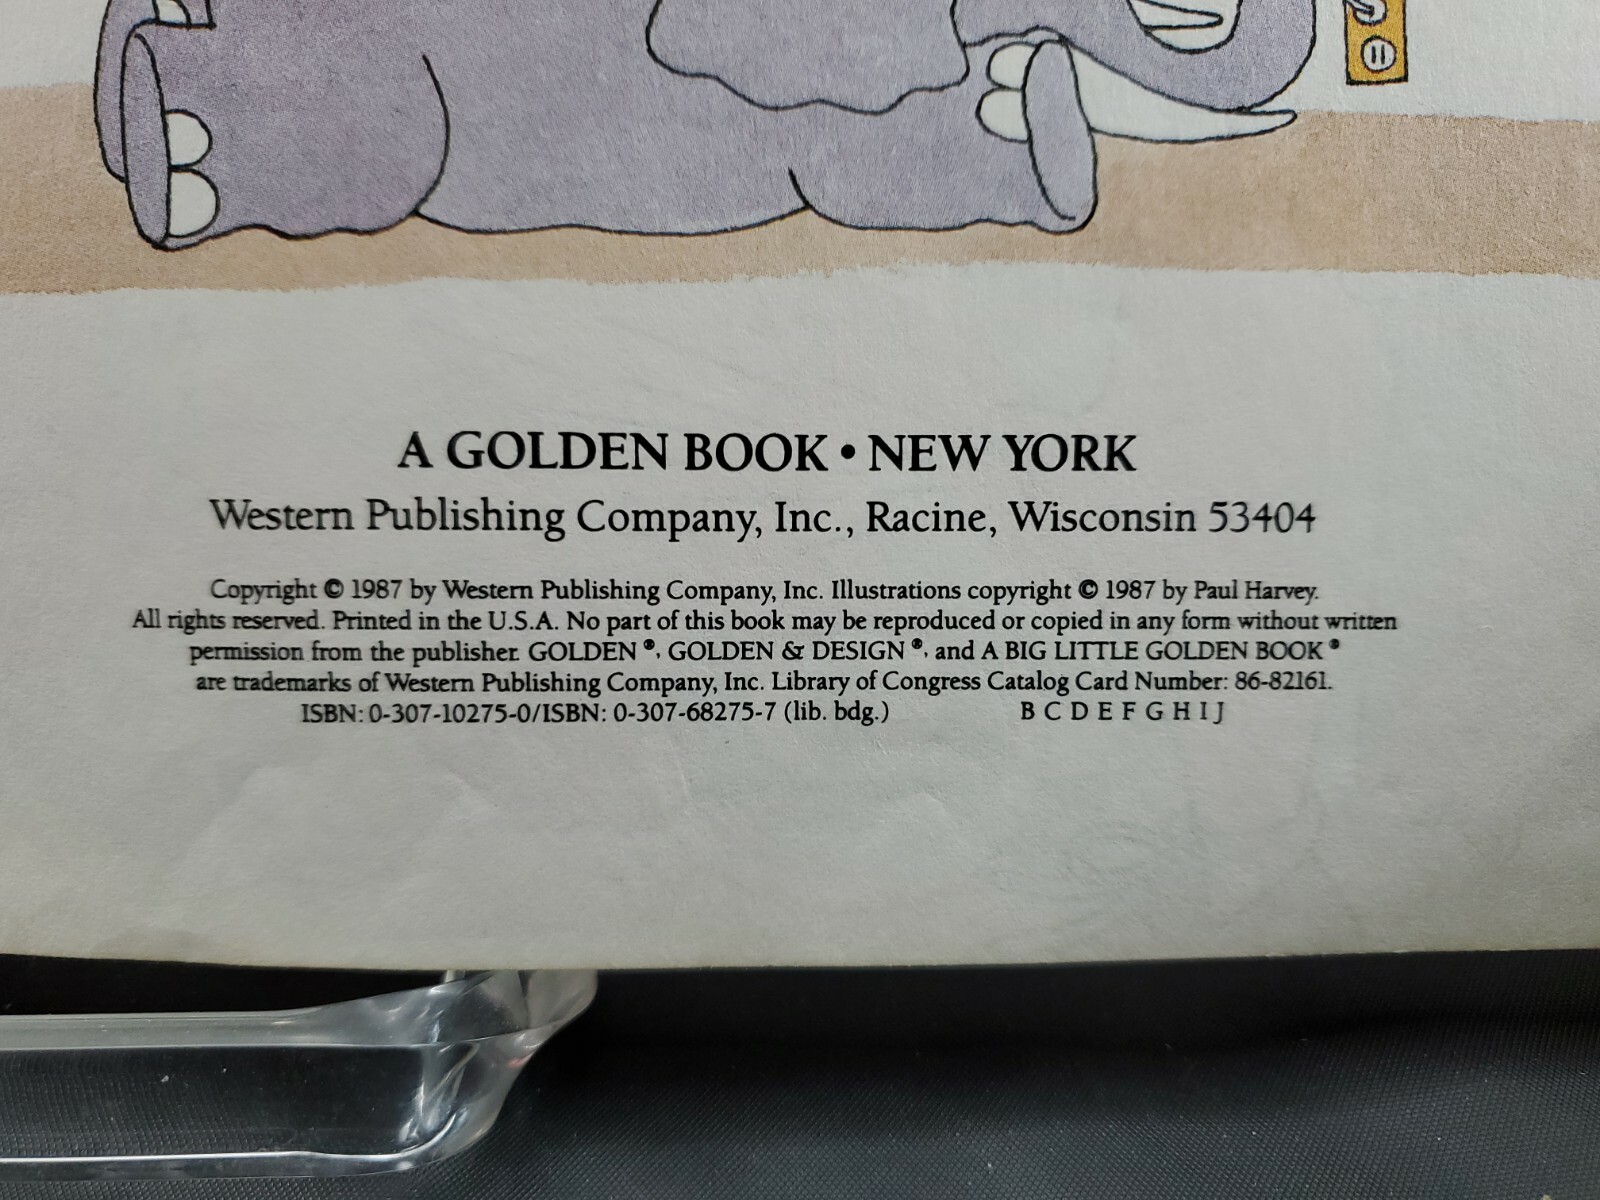 A GOLDEN BOOK • NEW YORK
Western Publishing Company, Inc., Racine, Wisconsin 53404
Copyright © 1987 by Western Publishing Company, Inc. Illustrations copyright © 1987 by Paul Harvey.
All rights reserved. Printed in the U.S.A. No part of this book may be reproduced or copied in any form without written
permission from the publisher. GOLDEN ®, GOLDEN & DESIGN ®, and A BIG LITTLE GOLDEN BOOK ®
are trademarks of Western Publishing Company, Inc. Library of Congress Catalog Card Number: 86-82161.
ISBN: 0-307-10275-0/ISBN: 0-307-68275-7 (lib. bdg.) B C D E F G H I J